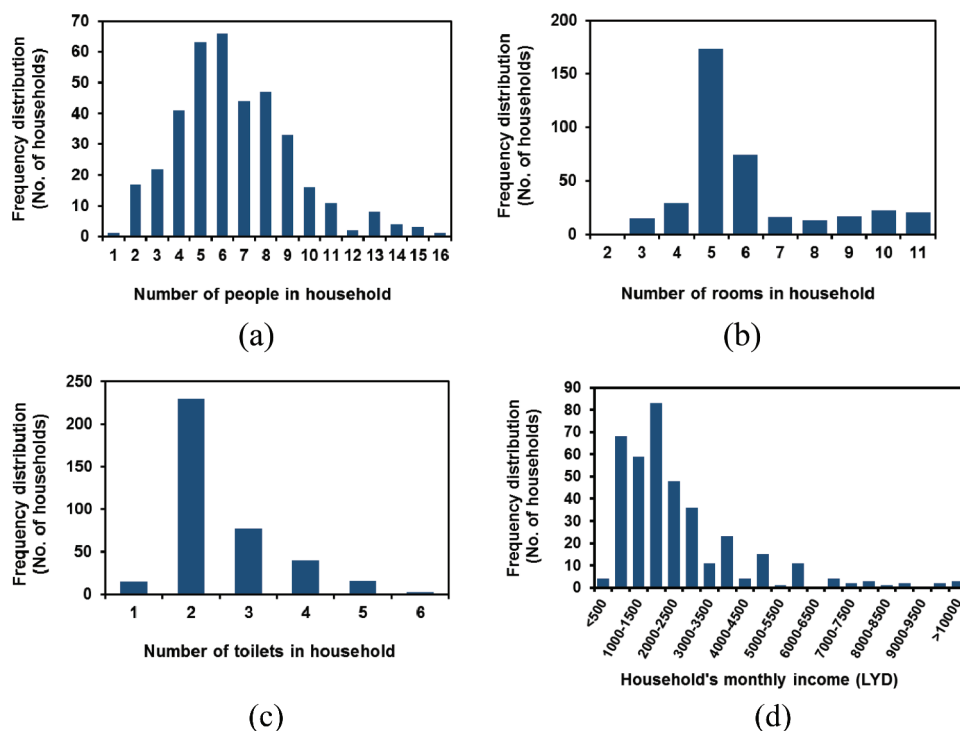 Frequency distribution
(No. of households)
70
60
50
40
30
20
10
0
1 2 3 4 5 6 7 8 9 10 11 12 13 14 15 16
Number of people in household
(a)
Frequency distribution
(No. of households)
200
150
100
50
0
2 3 4 5 6 7 8 9 10 11
Number of rooms in household
(b)
Frequency distribution
(No. of households)
250
200
150
100
50
0
1 2 3 4 5 6
Number of toilets in household
(c)
Frequency distribution
(No. of households)
90
80
70
60
50
40
30
20
10
0
<500 1000-1500 2000-2500 3000-3500 4000-4500 5000-5500 6000-6500 7000-7500 8000-8500 9000-9500 >10000
Household's monthly income (LYD)
(d)